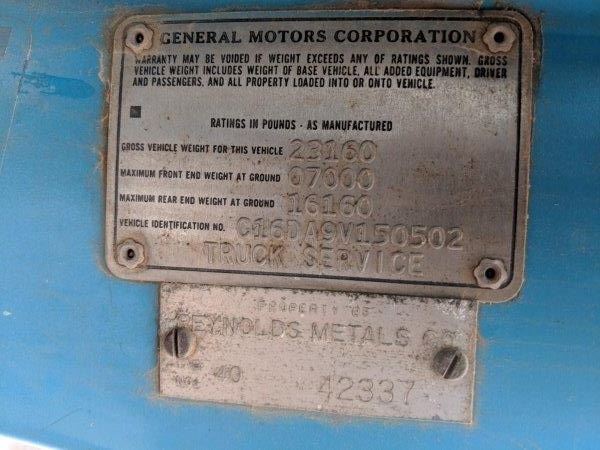 GENERAL MOTORS CORPORATION
WARRANTY MAY BE VOIDED IF WEIGHT EXCEEDS ANY OF RATINGS SHOWN. GROSS
VEHICLE WEIGHT INCLUDES WEIGHT OF BASE VEHICLE, ALL ADDED EQUIPMENT, DRIVER
AND PASSENGERS, AND ALL PROPERTY LOADED INTO OR ONTO VEHICLE.
RATINGS IN POUNDS - AS MANUFACTURED
GROSS VEHICLE WEIGHT FOR THIS VEHICLE 23160
MAXIMUM FRONT END WEIGHT AT GROUND 07000
MAXIMUM REAR END WEIGHT AT GROUND 16160
VEHICLE IDENTIFICATION NO. C16DA9V150502
TRUCK SERVICE
PROPERTY OF
REYNOLDS METALS CO
40 42337